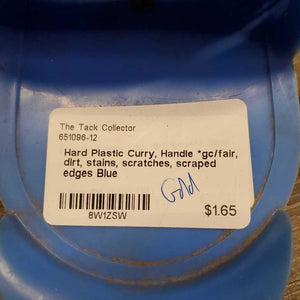 The Tack Collector
651096-12
Hard Plastic Curry, Handle *gc/fair,
dirt, stains, scratches, scraped
edges Blue
8W1ZSW
$1.65